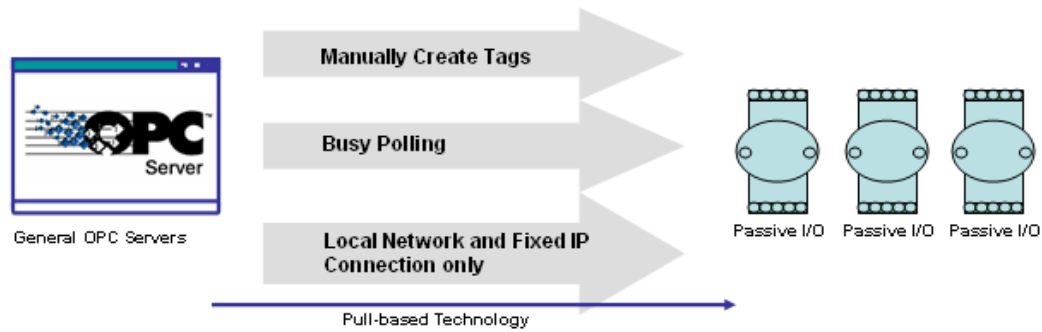 Manually Create Tags
OPC™
Server
Busy Polling
General OPC Servers
Local Network and Fixed IP
Connection only
Passive I/O
Passive I/O
Passive I/O
Pull-based Technology